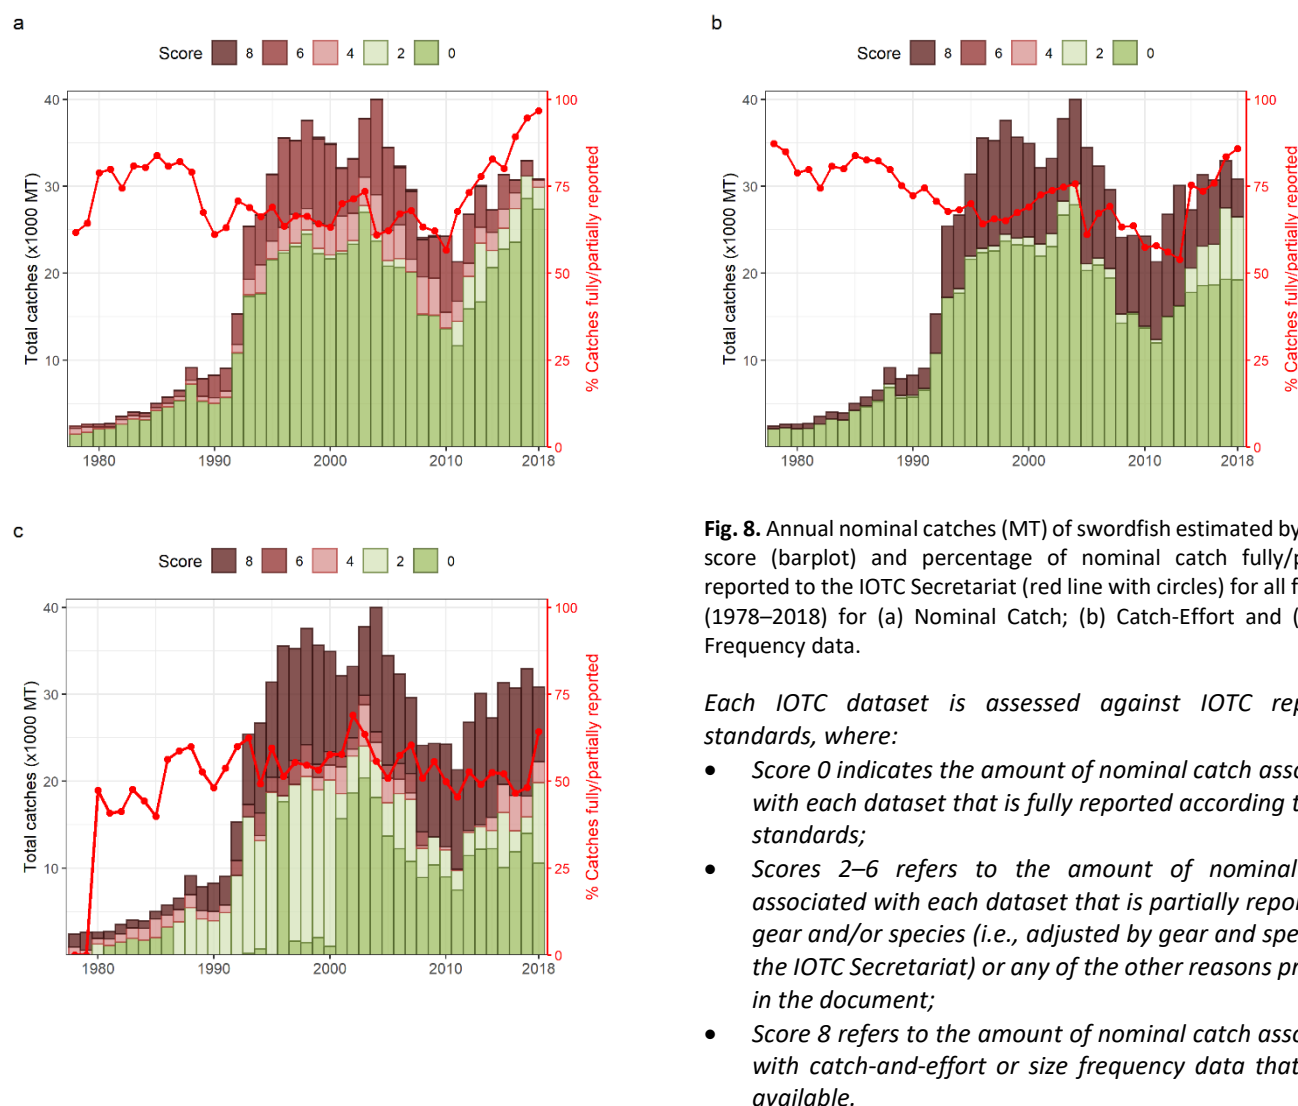 a
Score 8 6 4 2 0
40
30
20
10
Total catches (x1000 MT)
100
75
50
25
0
% Catches fully/partially reported
1980 1990 2000 2010 2018
b
Score 8 6 4 2 0
40
30
20
10
Total catches (x1000 MT)
100
75
50
25
0
% Catches fully/partially reported
1980 1990 2000 2010 2018
c
Score 8 6 4 2 0
40
30
20
10
Total catches (x1000 MT)
100
75
50
25
0
% Catches fully/partially reported
1980 1990 2000 2010 2018
Fig. 8. Annual nominal catches (MT) of swordfish estimated by
score (barplot) and percentage of nominal catch fully/p
reported to the IOTC Secretariat (red line with circles) for all f
(1978–2018) for (a) Nominal Catch; (b) Catch-Effort and (
Frequency data.
Each IOTC dataset is assessed against IOTC rep
standards, where:
• Score 0 indicates the amount of nominal catch asso
with each dataset that is fully reported according t
standards;
• Scores 2–6 refers to the amount of nominal
associated with each dataset that is partially repor
gear and/or species (i.e., adjusted by gear and spe
the IOTC Secretariat) or any of the other reasons pr
in the document;
• Score 8 refers to the amount of nominal catch asso
with catch-and-effort or size frequency data that
available.